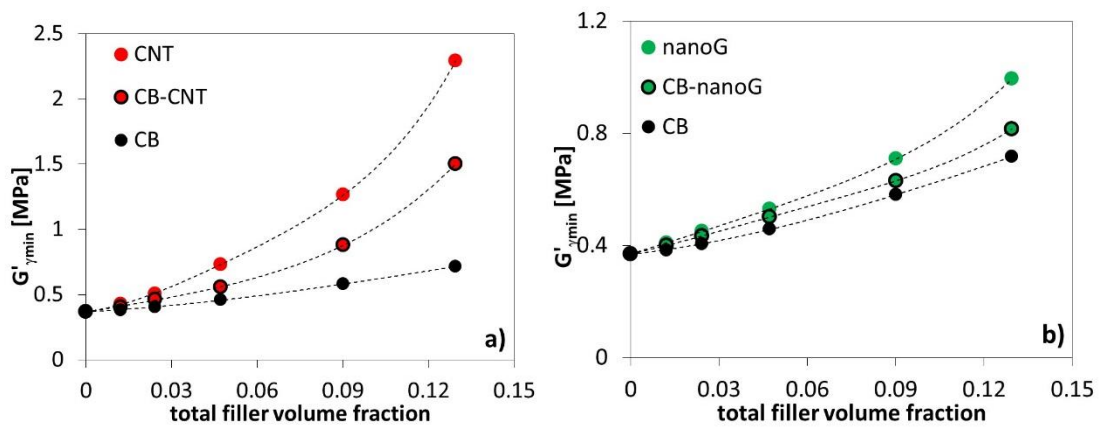 2.5
2
1.5
1
0.5
0
G'γmin [MPa]
CNT
CB-CNT
CB
a)
0 0.03 0.06 0.09 0.12 0.15
total filler volume fraction
1.2
0.8
0.4
0
G'γmin [MPa]
nanoG
CB-nanoG
CB
b)
0 0.03 0.06 0.09 0.12 0.15
total filler volume fraction